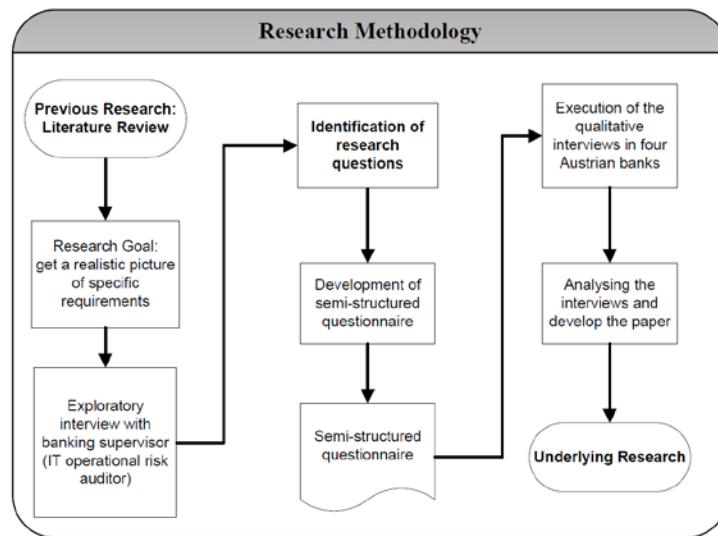 Research Methodology
Previous Research:
Literature Review
Research Goal:
get a realistic picture
of specific
requirements
Exploratory
interview with
banking supervisor
(IT operational risk
auditor)
Identification of
research
questions
Development of
semi-structured
questionnaire
Semi-structured
questionnaire
Execution of the
qualitative
interviews in four
Austrian banks
Analysing the
interviews and
develop the paper
Underlying Research